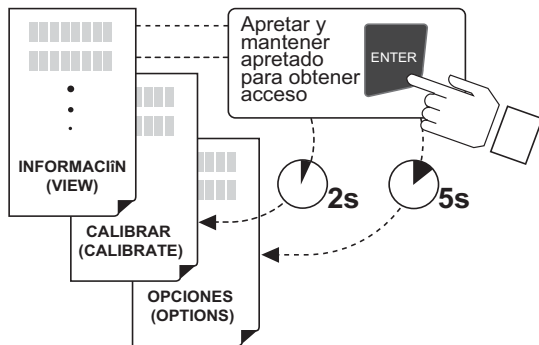 Apretar y
mantener
apretado
para obtener
acceso
ENTER
INFORMACIíN
(VIEW)
2s
5s
CALIBRAR
(CALIBRATE)
OPCIONES
(OPTIONS)